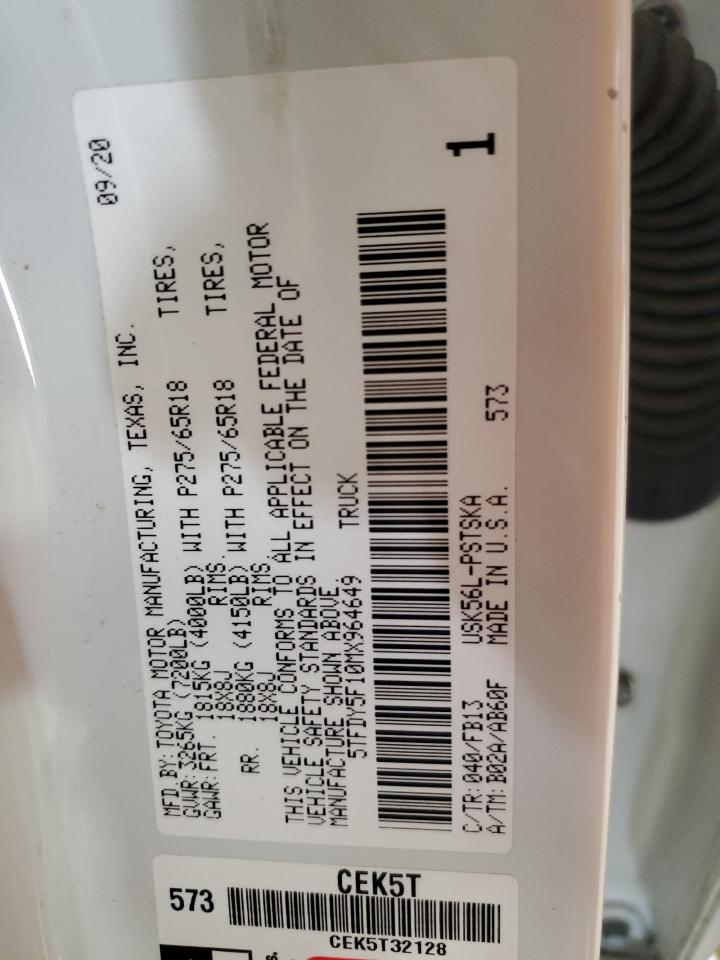 09/20
MFD BY: TOYOTA MOTOR MANUFACTURING, TEXAS, INC.
GVWR: 3265KG (7200LB)
GAWR: FRT. 1815KG (4000LB) WITH P275/65R18 TIRES,
18X8J RIMS,
RR. 1880KG (4150LB) WITH P275/65R18 TIRES,
18X8J RIMS
THIS VEHICLE CONFORMS TO ALL APPLICABLE FEDERAL MOTOR
VEHICLE SAFETY STANDARDS IN EFFECT ON THE DATE OF
MANUFACTURE SHOWN ABOVE.
5TFDY5F10MX964649 TRUCK
1
C/TR: 040/FB13 USK56L-PSTSKA
A/TM: B02A/AB60F MADE IN U.S.A. 573
573
CEK5T
CEK5T32128
s.